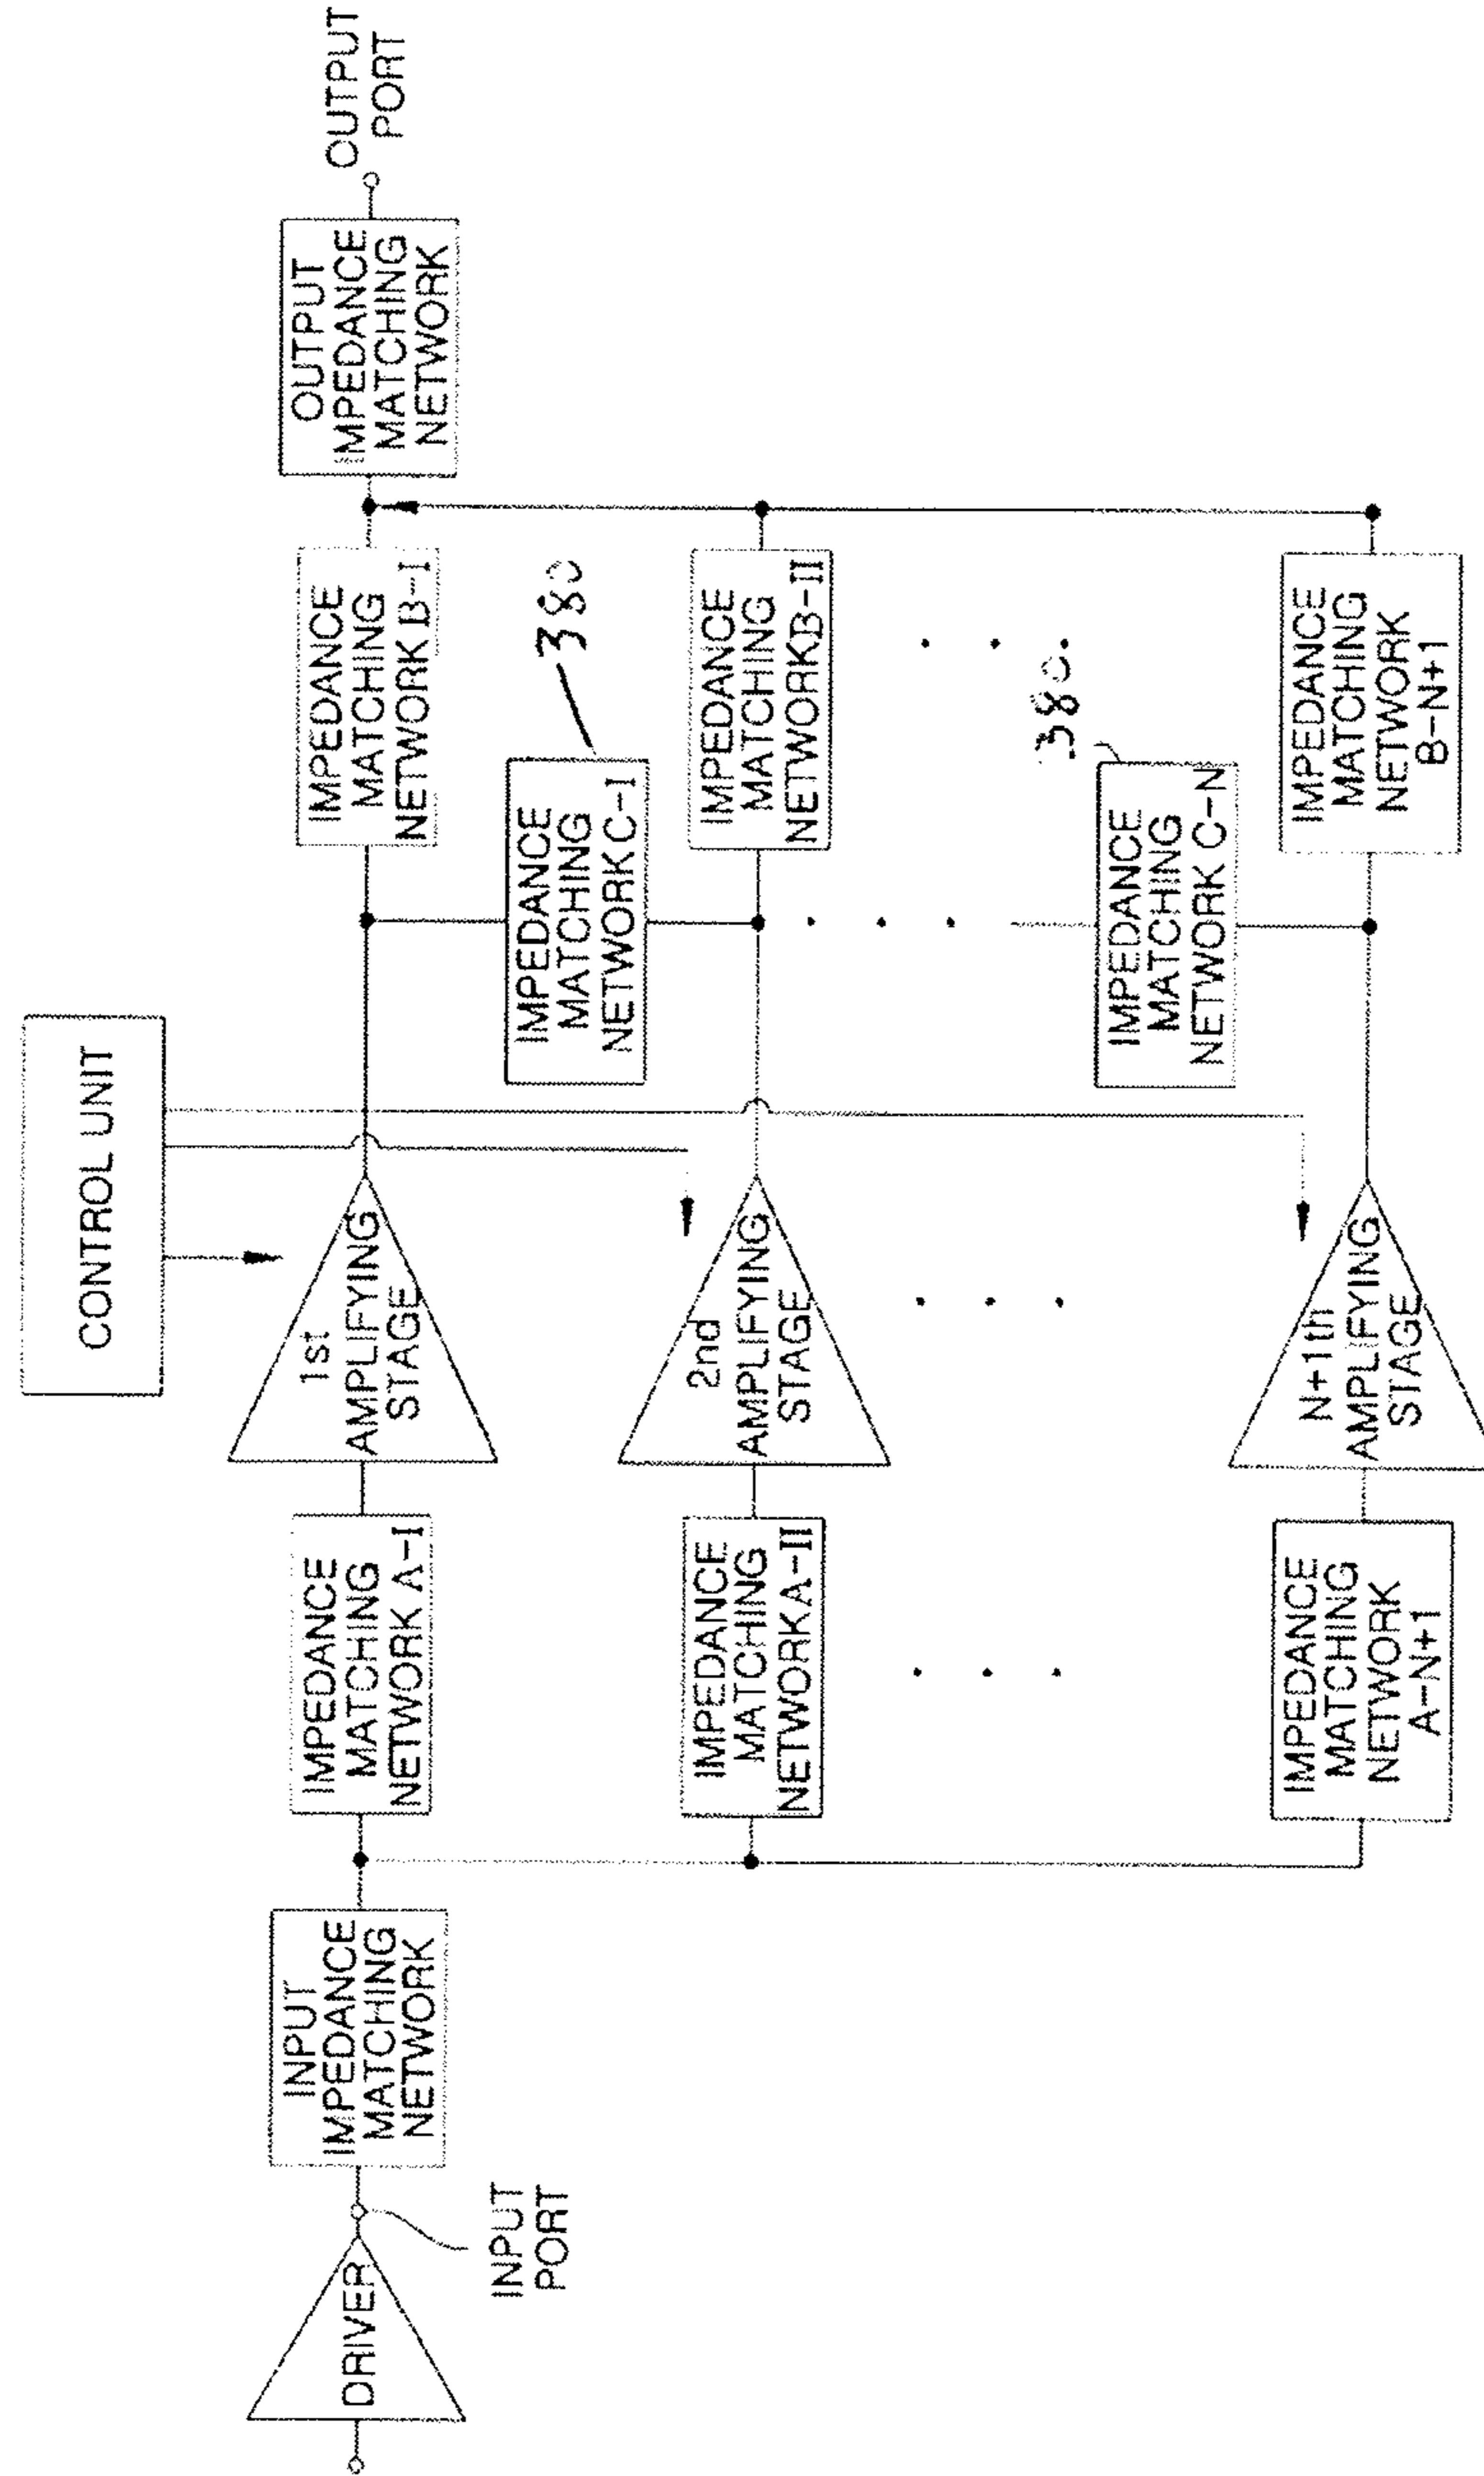 CONTROL UNIT
DRIVER
INPUT
PORT
INPUT
IMPEDANCE
MATCHING
NETWORK
IMPEDANCE
MATCHING
NETWORK A-I
1st
AMPLIFYING
STAGE
IMPEDANCE
MATCHING
NETWORK B-I
OUTPUT
IMPEDANCE
MATCHING
NETWORK
OUTPUT
PORT
IMPEDANCE
MATCHING
NETWORK C-I
380
IMPEDANCE
MATCHING
NETWORK A-II
2nd
AMPLIFYING
STAGE
IMPEDANCE
MATCHING
NETWORK B-II
IMPEDANCE
MATCHING
NETWORK C-N
380
IMPEDANCE
MATCHING
NETWORK
A-N+1
N+1th
AMPLIFYING
STAGE
IMPEDANCE
MATCHING
NETWORK
B-N+1